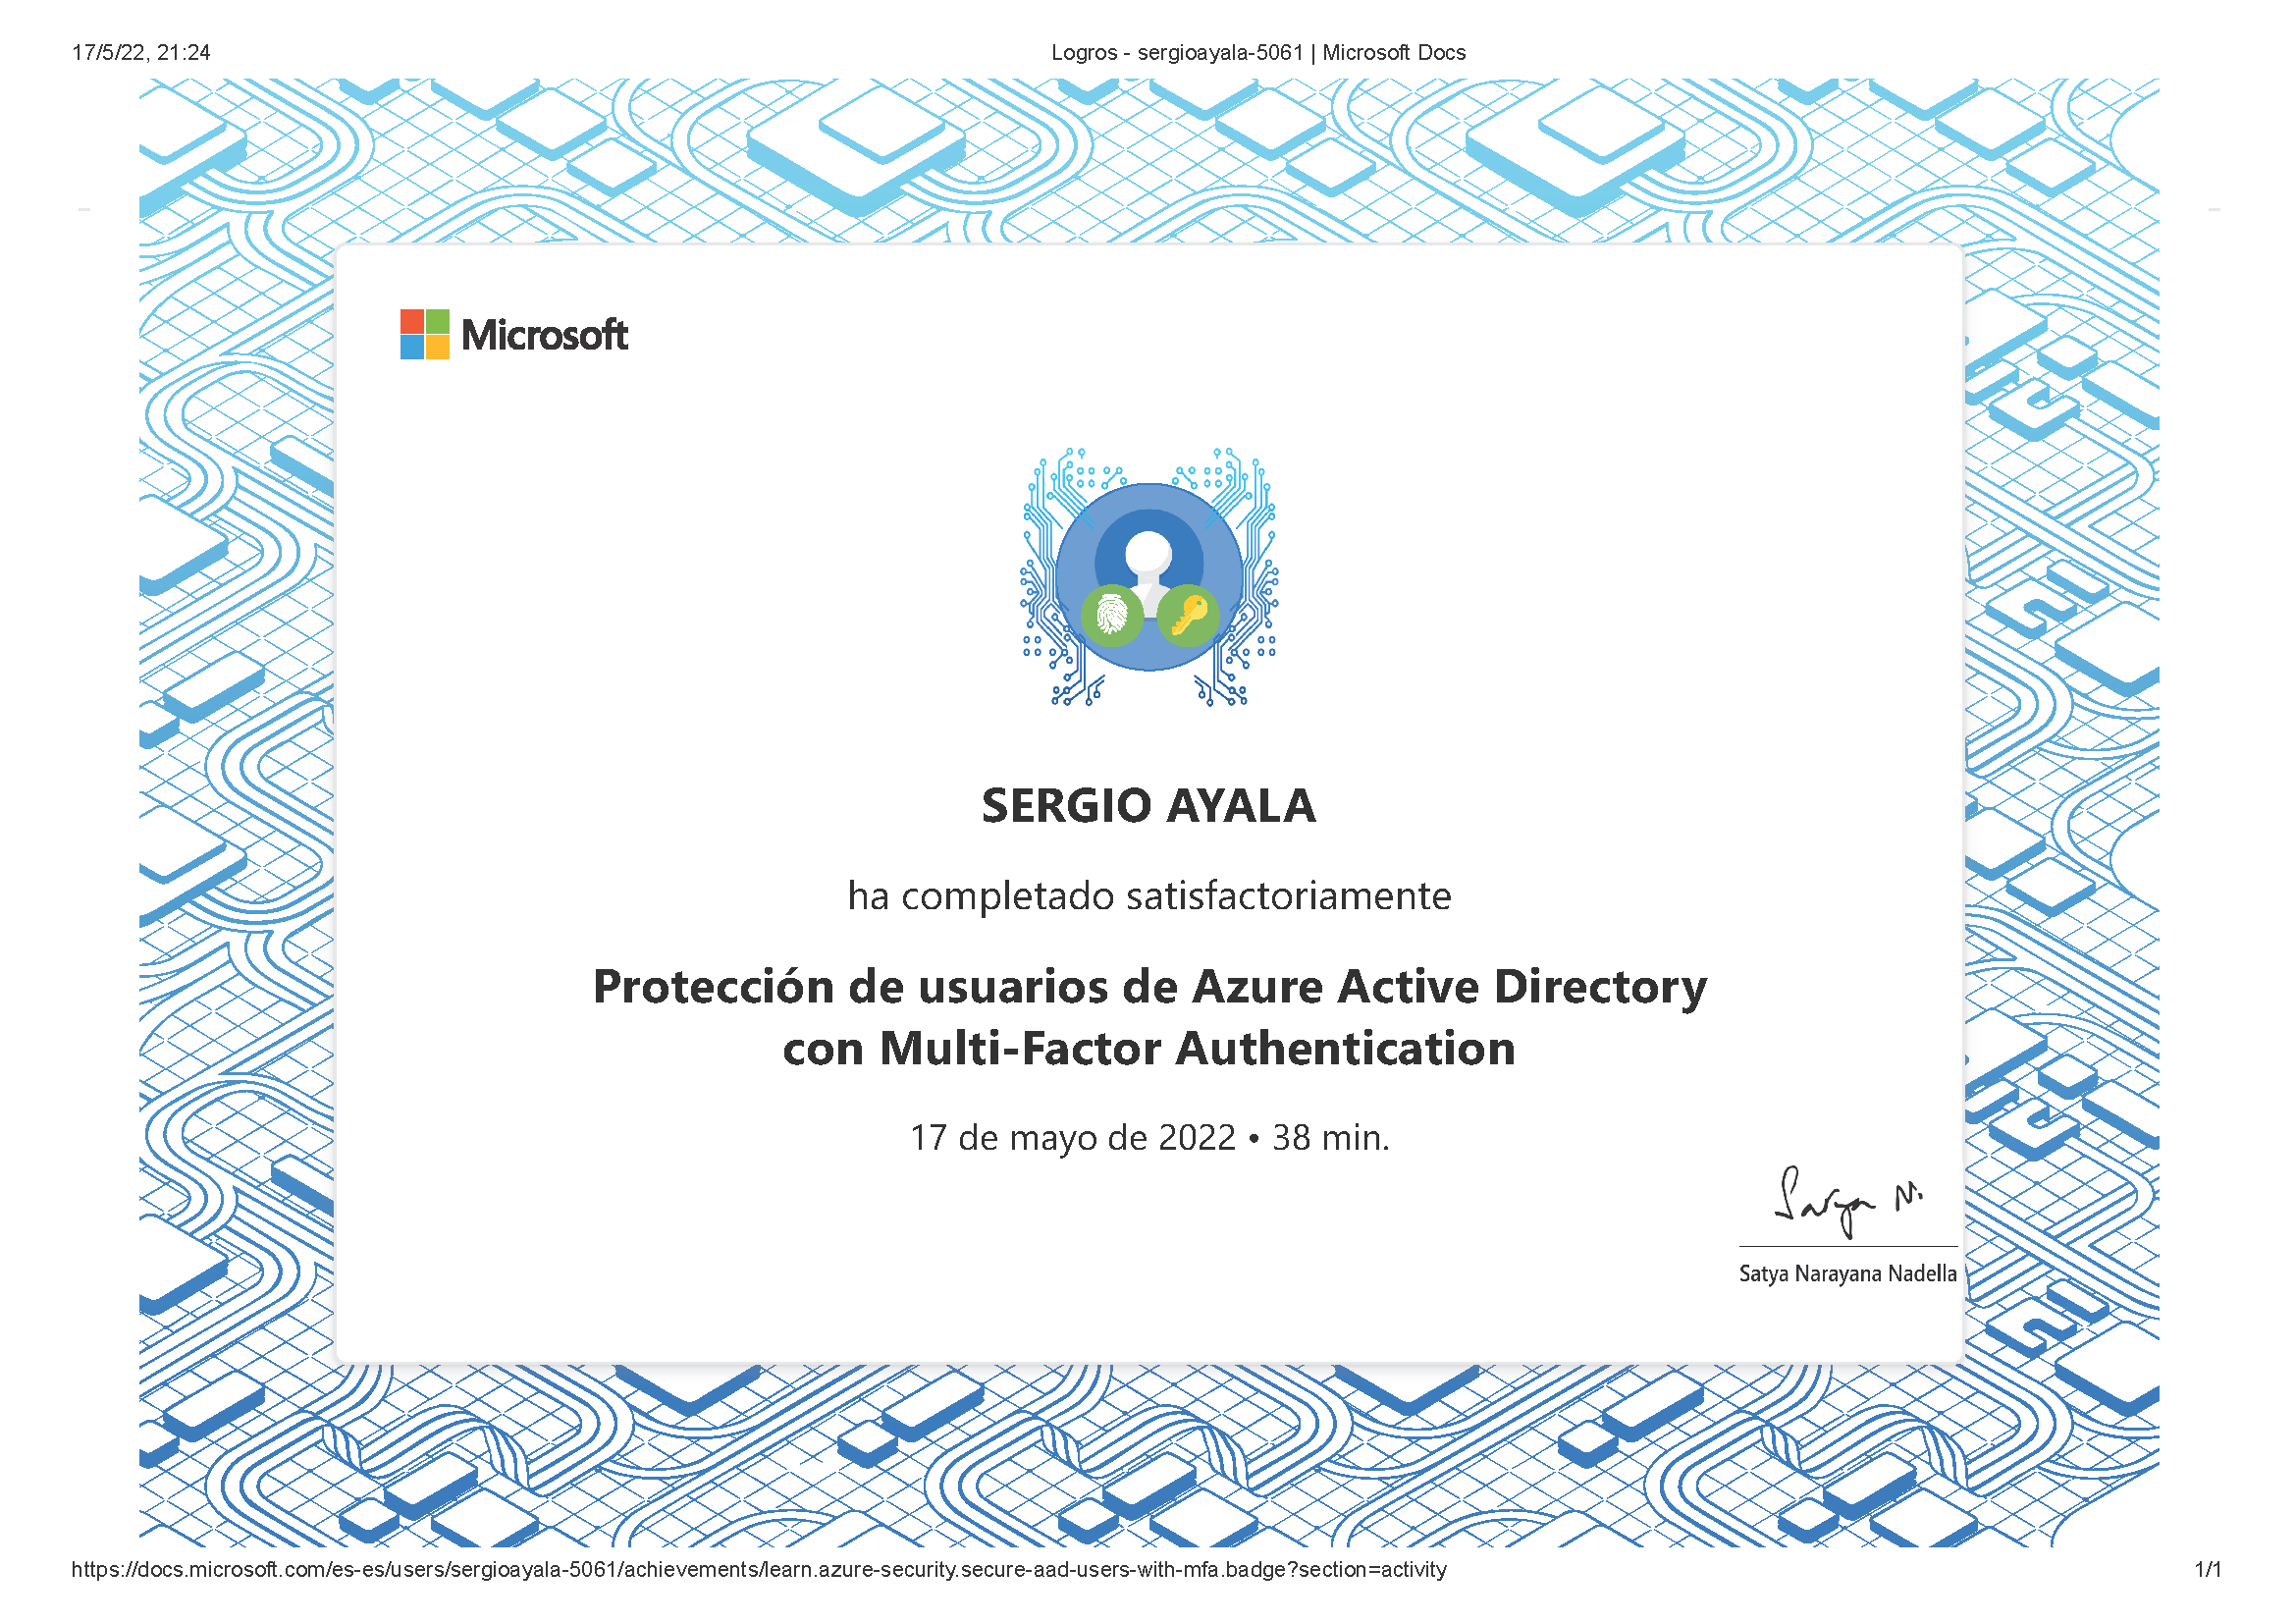 17/5/22, 21:24
Logros - sergioayala-5061 | Microsoft Docs
Microsoft
SERGIO AYALA
ha completado satisfactoriamente
Protección de usuarios de Azure Active Directory
con Multi-Factor Authentication
17 de mayo de 2022 • 38 min.
Satya N.
Satya Narayana Nadella
https://docs.microsoft.com/es-es/users/sergioayala-5061/achievements/learn.azure-security.secure-aad-users-with-mfa.badge?section=activity
1/1